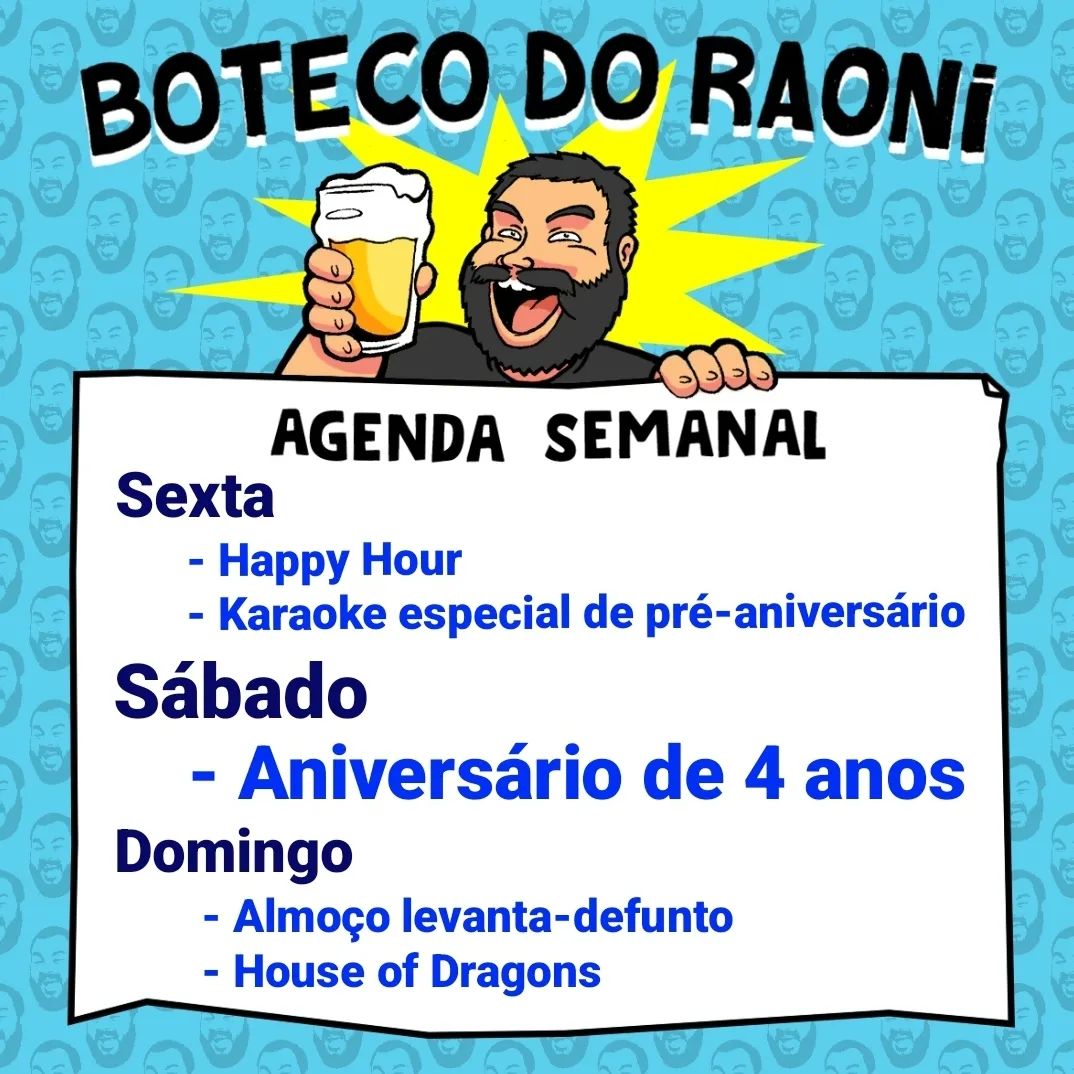 BOTECO DO RAONi
AGENDA SEMANAL
Sexta
- Happy Hour
- Karaoke especial de pré-aniversário
Sábado
- Aniversário de 4 anos
Domingo
- Almoço levanta-defunto
- House of Dragons